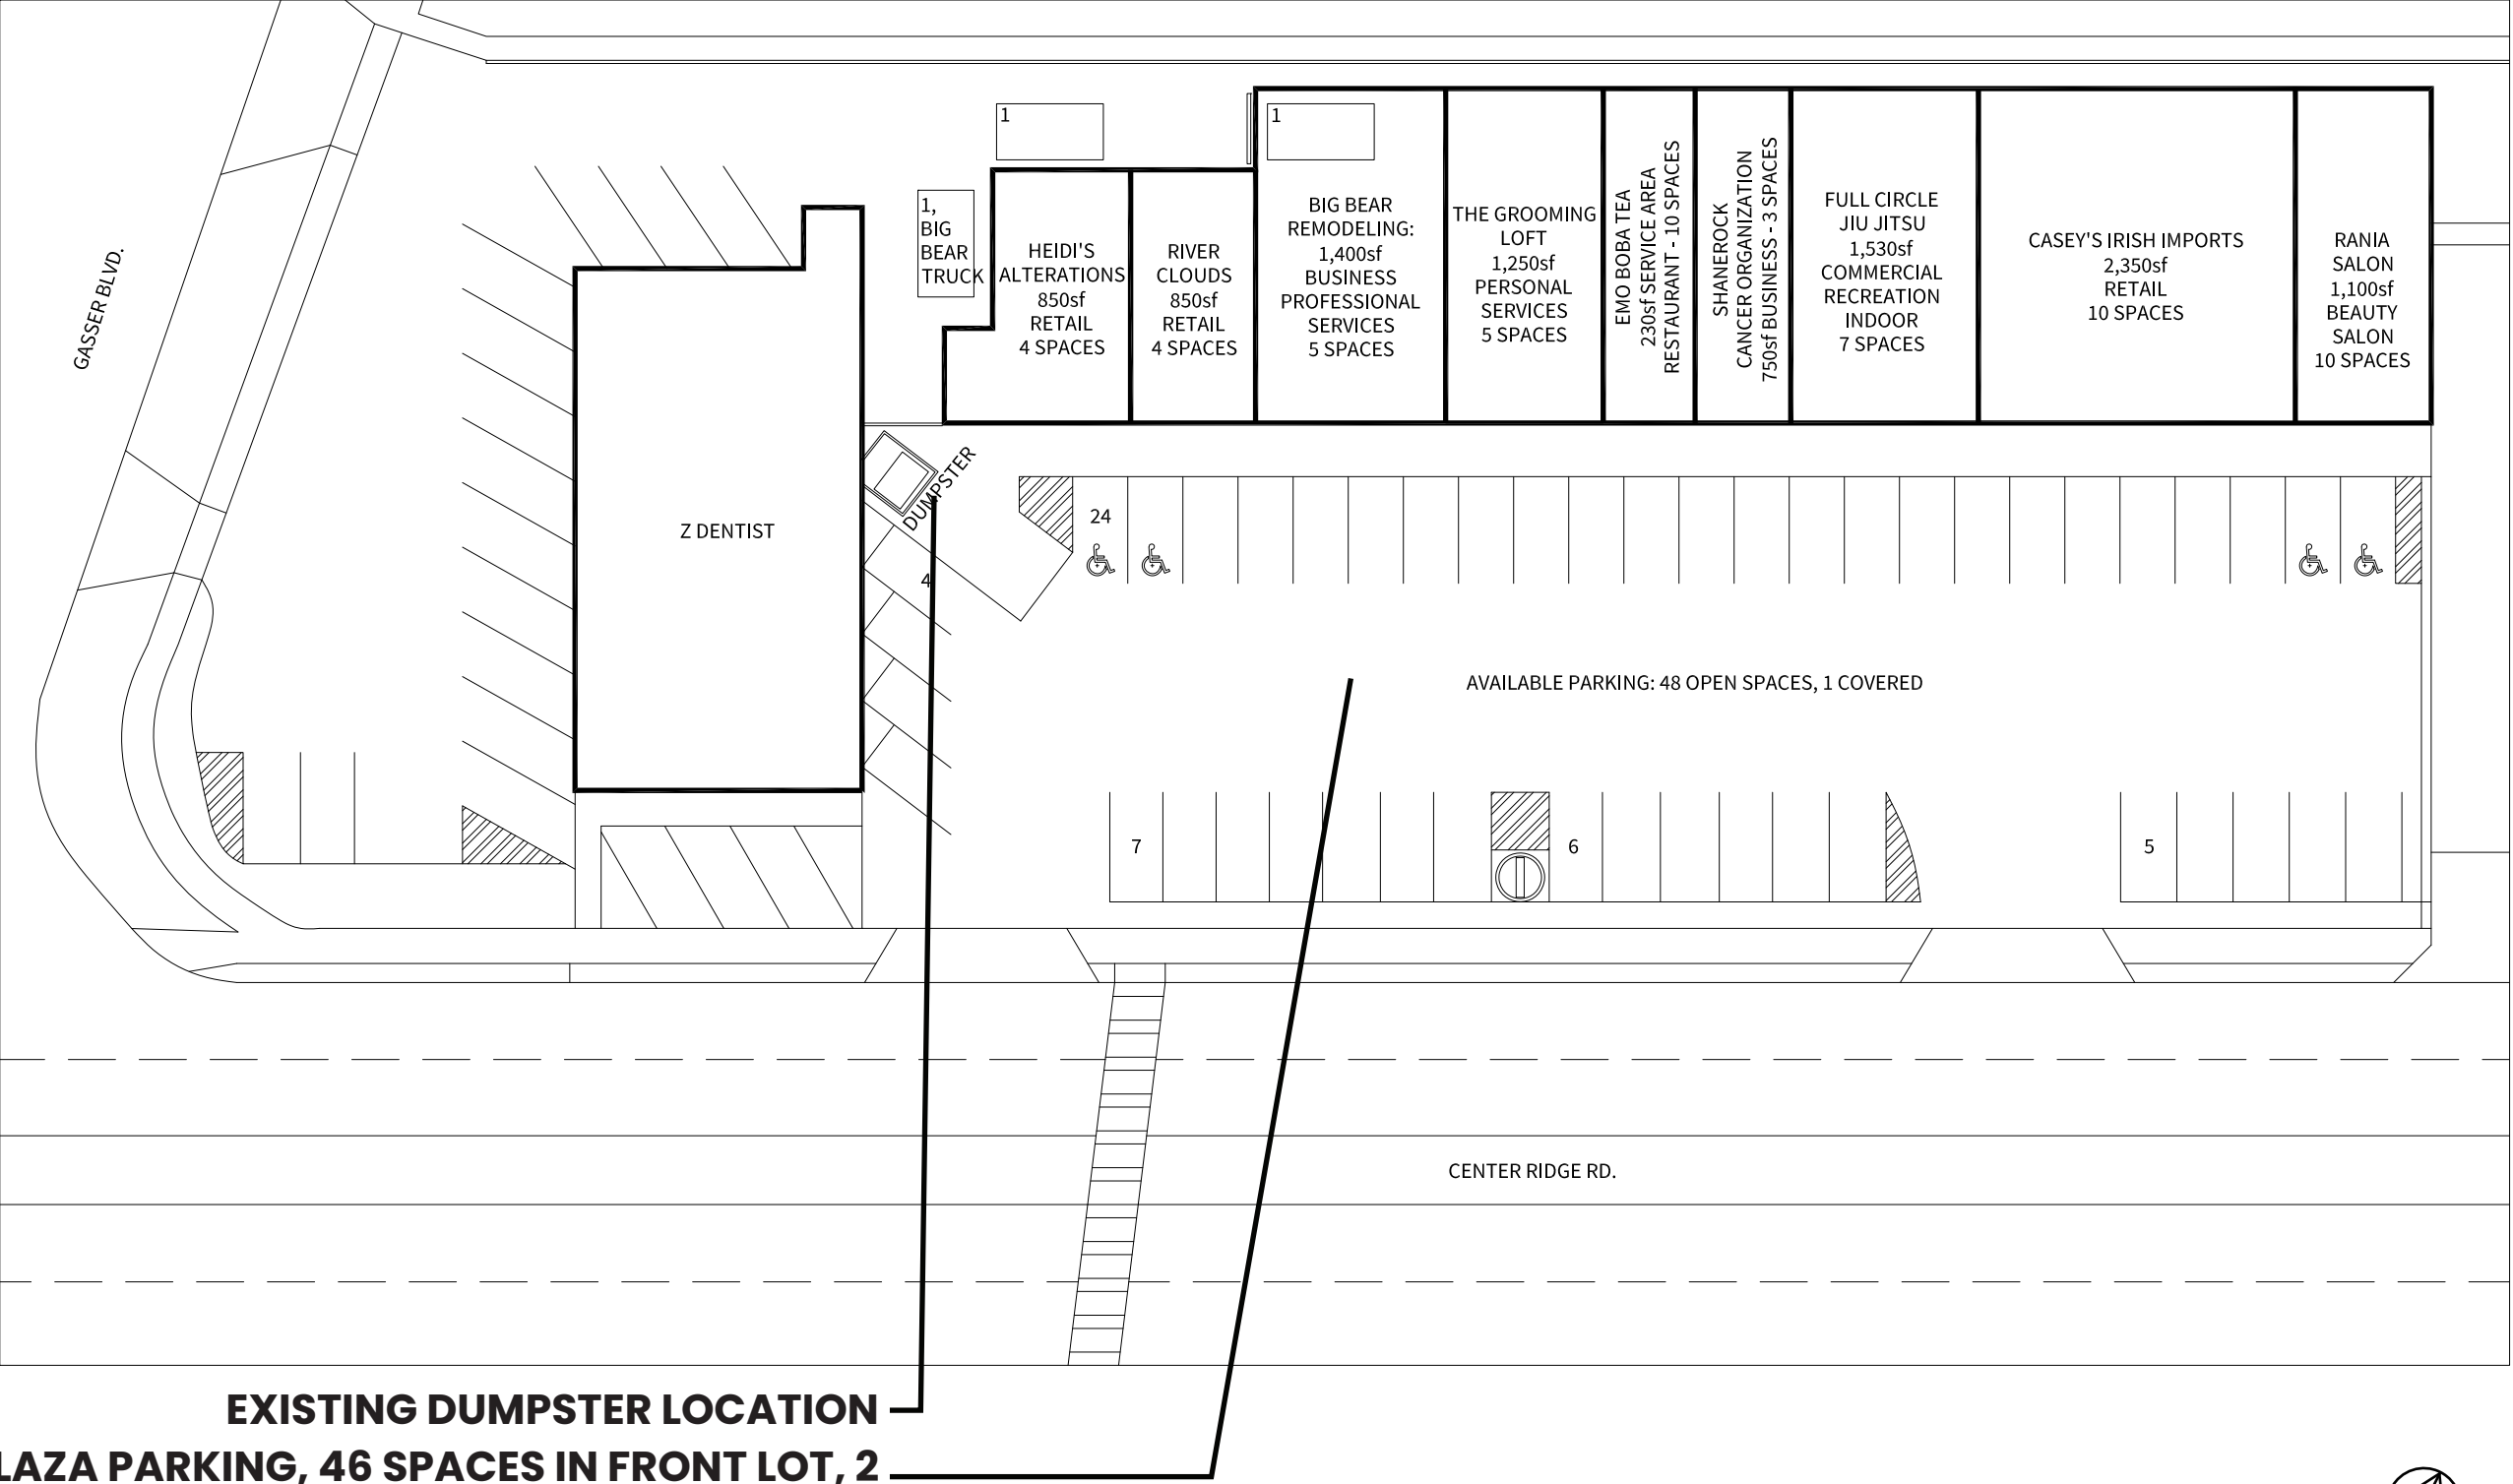 GASSER BLVD.
1
1
1,
BIG
BEAR
TRUCK
HEIDI'S
ALTERATIONS
850sf
RETAIL
4 SPACES
RIVER
CLOUDS
850sf
RETAIL
4 SPACES
BIG BEAR
REMODELING:
1,400sf
BUSINESS
PROFESSIONAL
SERVICES
5 SPACES
THE GROOMING
LOFT
1,250sf
PERSONAL
SERVICES
5 SPACES
EMO BOBA TEA
230sf SERVICE AREA
RESTAURANT - 10 SPACES
SHANEROCK
CANCER ORGANIZATION
750sf BUSINESS - 3 SPACES
FULL CIRCLE
JIU JITSU
1,530sf
COMMERCIAL
RECREATION
INDOOR
7 SPACES
CASEY'S IRISH IMPORTS
2,350sf
RETAIL
10 SPACES
RANIA
SALON
1,100sf
BEAUTY
SALON
10 SPACES
Z DENTIST
DUMPSTER
4
24
AVAILABLE PARKING: 48 OPEN SPACES, 1 COVERED
7
6
5
CENTER RIDGE RD.
EXISTING DUMPSTER LOCATION
LAZA PARKING, 46 SPACES IN FRONT LOT, 2